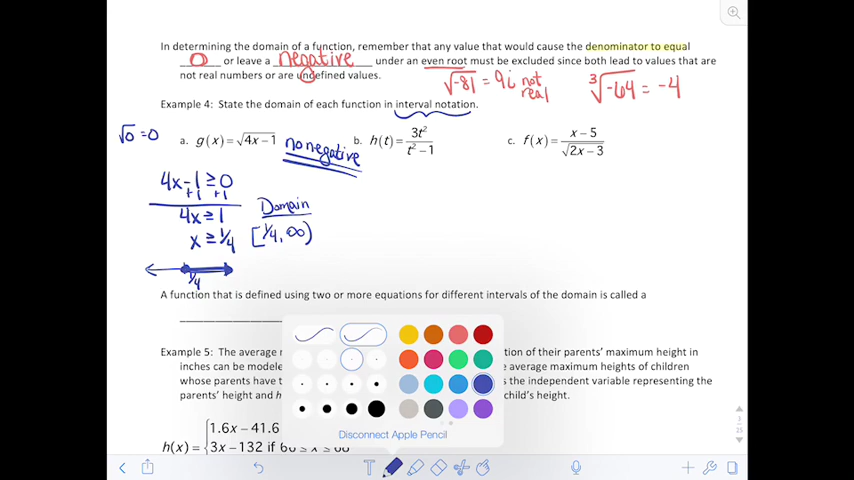 In determining the domain of a function, remember that any value that would cause the denominator to equal
0 or leave a negative under an even root must be excluded since both lead to values that are
not real numbers or are undefined values.
√-81 = 9i not real
³√-64 = -4
Example 4: State the domain of each function in interval notation.
√0 = 0
a. g(x) = √4x − 1
no negative
b. h(t) = 3t² / t² − 1
c. f(x) = x − 5 / √2x − 3
4x − 1 ≥ 0
+1 +1
4x ≥ 1
x ≥ 1/4
Domain
[1/4, ∞)
1/4
A function that is defined using two or more equations for different intervals of the domain is called a
Example 5: The average
tion of their parents' maximum height in
inches can be modele
e average maximum heights of children
whose parents have t
s the independent variable representing the
parents' height and h
child's height.
Disconnect Apple Pencil
1.6x − 41.6
h(x) =
3x − 132 if 66 ≤ x ≤ 68
3
25
T